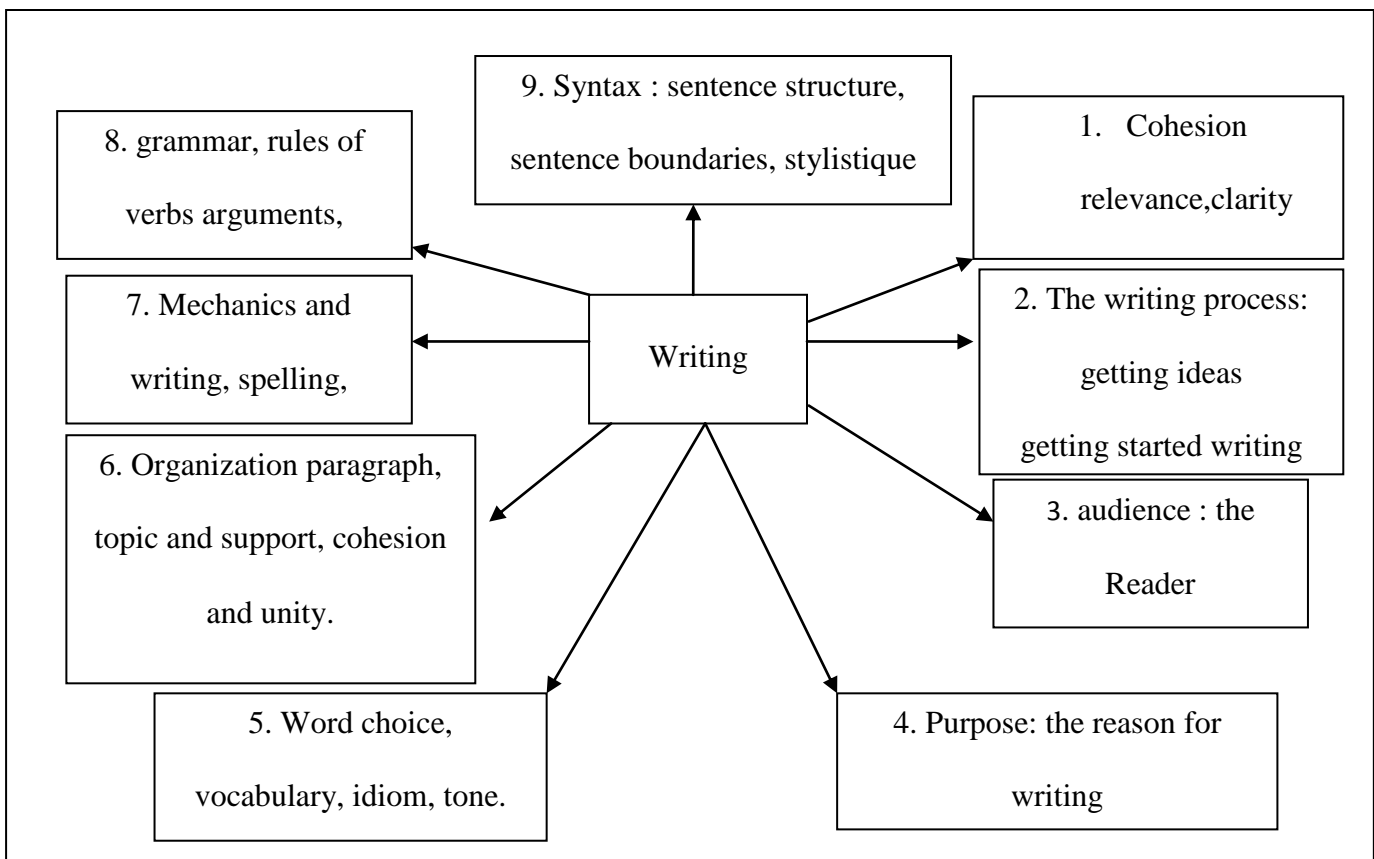 9. Syntax : sentence structure,
sentence boundaries, stylistique
1. Cohesion
relevance,clarity
8. grammar, rules of
verbs arguments,
2. The writing process:
getting ideas
getting started writing
7. Mechanics and
writing, spelling,
Writing
6. Organization paragraph,
topic and support, cohesion
and unity.
3. audience : the
Reader
5. Word choice,
vocabulary, idiom, tone.
4. Purpose: the reason for
writing